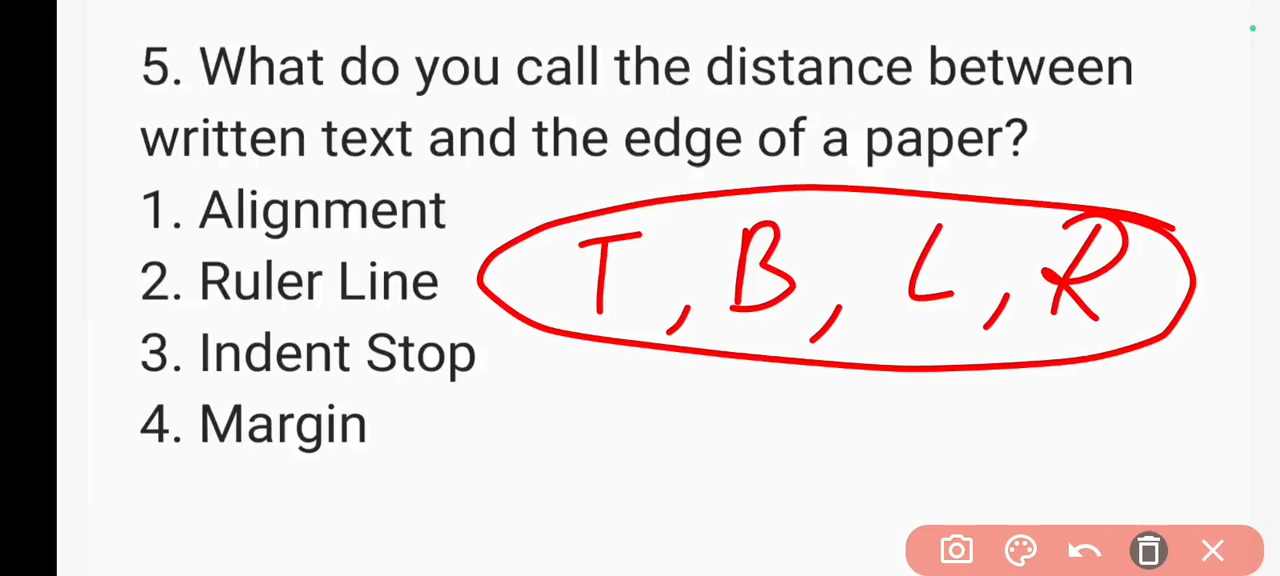 5. What do you call the distance between
written text and the edge of a paper?
1. Alignment
2. Ruler Line
3. Indent Stop
4. Margin
T, B, L, R